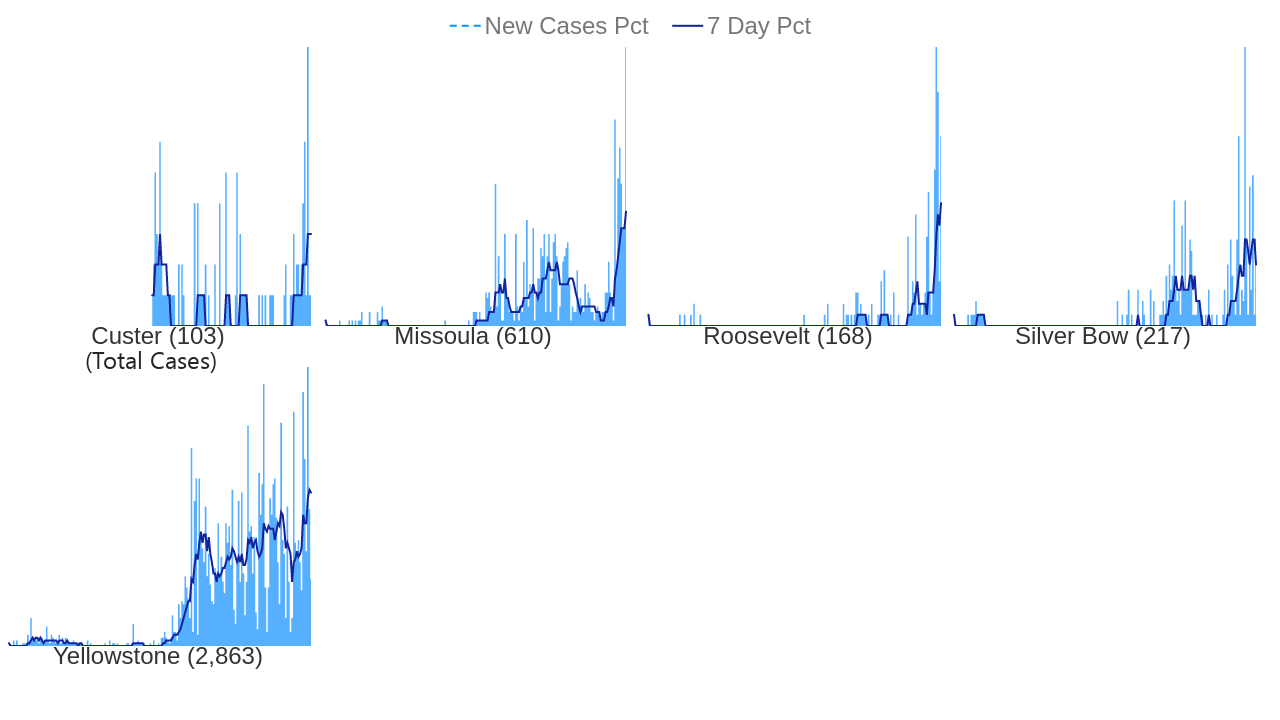 New Cases Pct 7 Day Pct
Custer (103) Missoula (610) Roosevelt (168) Silver Bow (217)
(Total Cases)
Yellowstone (2,863)